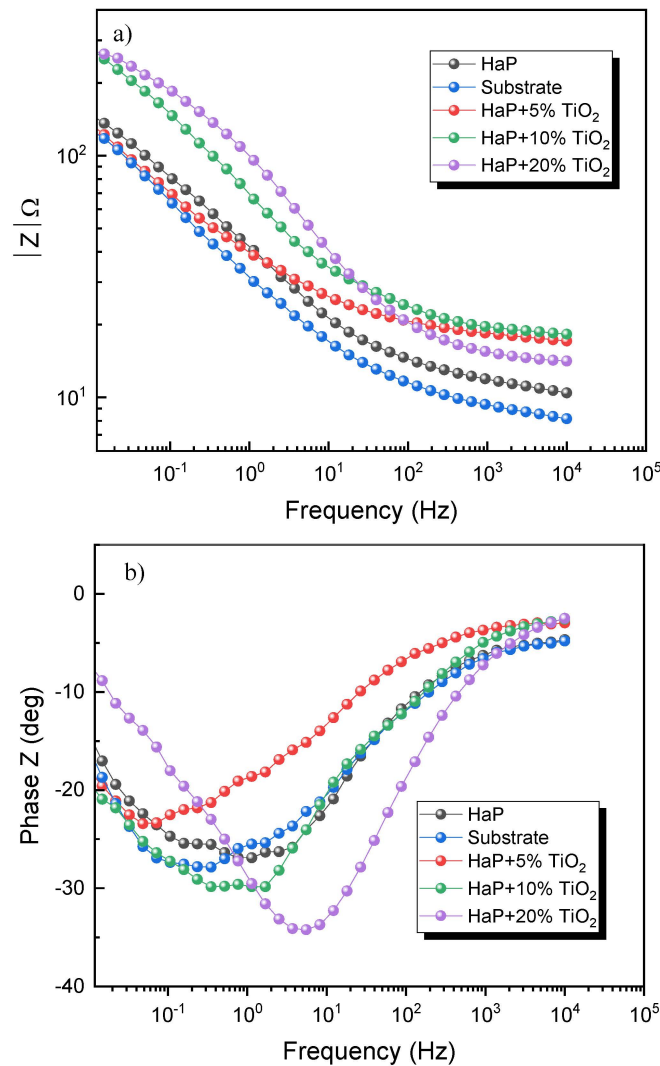 a)
HaP
Substrate
HaP+5% TiO₂
HaP+10% TiO₂
HaP+20% TiO₂
10²
10¹
|Z| Ω
10⁻¹ 10⁰ 10¹ 10² 10³ 10⁴ 10⁵
Frequency (Hz)
b)
0
-10
-20
-30
-40
Phase Z (deg)
HaP
Substrate
HaP+5% TiO₂
HaP+10% TiO₂
HaP+20% TiO₂
10⁻¹ 10⁰ 10¹ 10² 10³ 10⁴ 10⁵
Frequency (Hz)